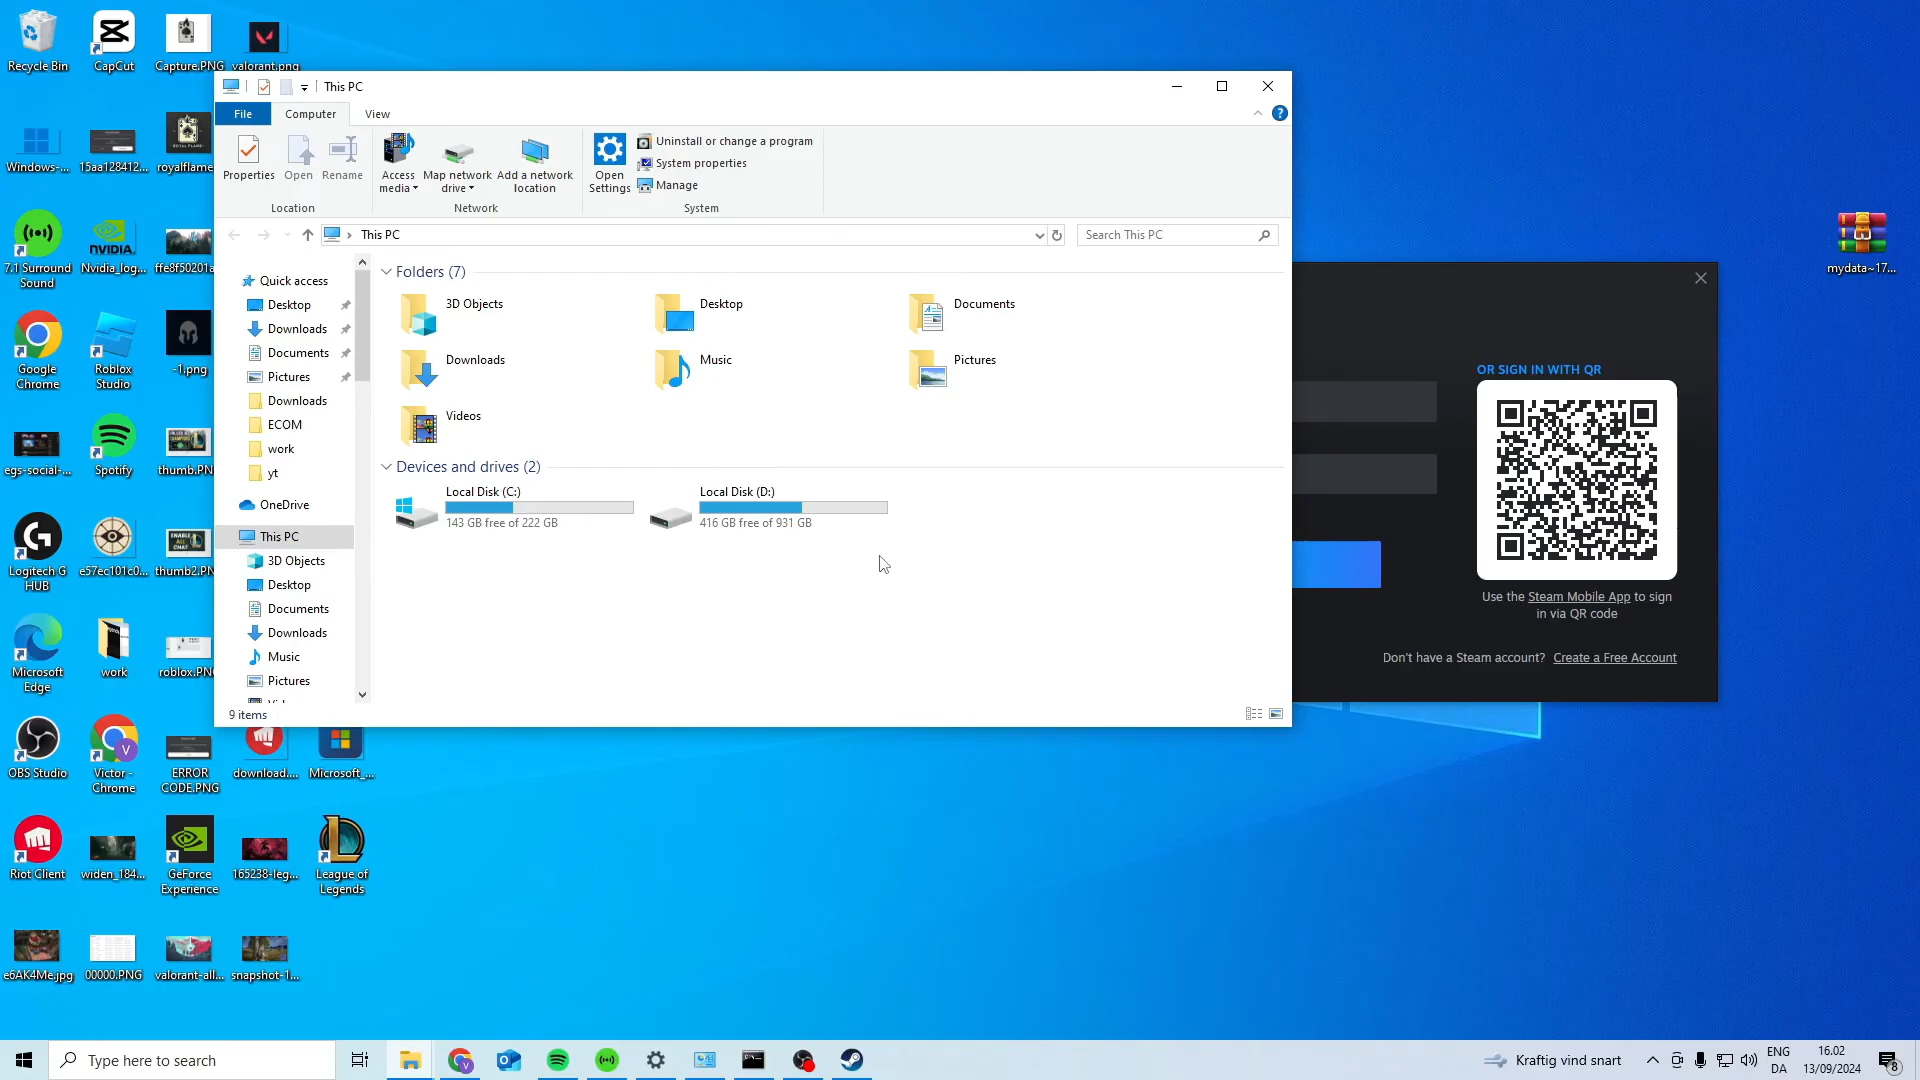 Recycle Bin
CapCut
Capture.PNG
valorant.png
Windows-...
15aa128412...
royalflame
7.1 Surround
Sound
NVIDIA.
Nvidia_log...
ffe8f50201a
Google
Chrome
Roblox
Studio
-1.png
egs-social-...
Spotify
thumb.PN
Logitech G
HUB
e57ec101c0...
thumb2.PN
Microsoft
Edge
work
roblox.PN
OBS Studio
Victor -
Chrome
ERROR
CODE.PNG
download....
Microsoft_...
Riot Client
widen_184...
GeForce
Experience
165238-leg...
League of
Legends
e6AK4Me.jpg
00000.PNG
valorant-all...
snapshot-1...
mydata~17...
This PC
File
Computer
View
Properties
Open
Rename
Access
media
Map network
drive
Add a network
location
Open
Settings
Uninstall or change a program
System properties
Manage
Location
Network
System
This PC
Search This PC
Quick access
Desktop
Downloads
Documents
Pictures
Downloads
ECOM
work
yt
OneDrive
This PC
3D Objects
Desktop
Documents
Downloads
Music
Pictures
Folders (7)
3D Objects
Desktop
Documents
Downloads
Music
Pictures
Videos
Devices and drives (2)
Local Disk (C:)
143 GB free of 222 GB
Local Disk (D:)
416 GB free of 931 GB
9 items
OR SIGN IN WITH QR
Use the Steam Mobile App to sign
in via QR code
Don't have a Steam account? Create a Free Account
Type here to search
Kraftig vind snart
ENG
DA
16.02
13/09/2024
8